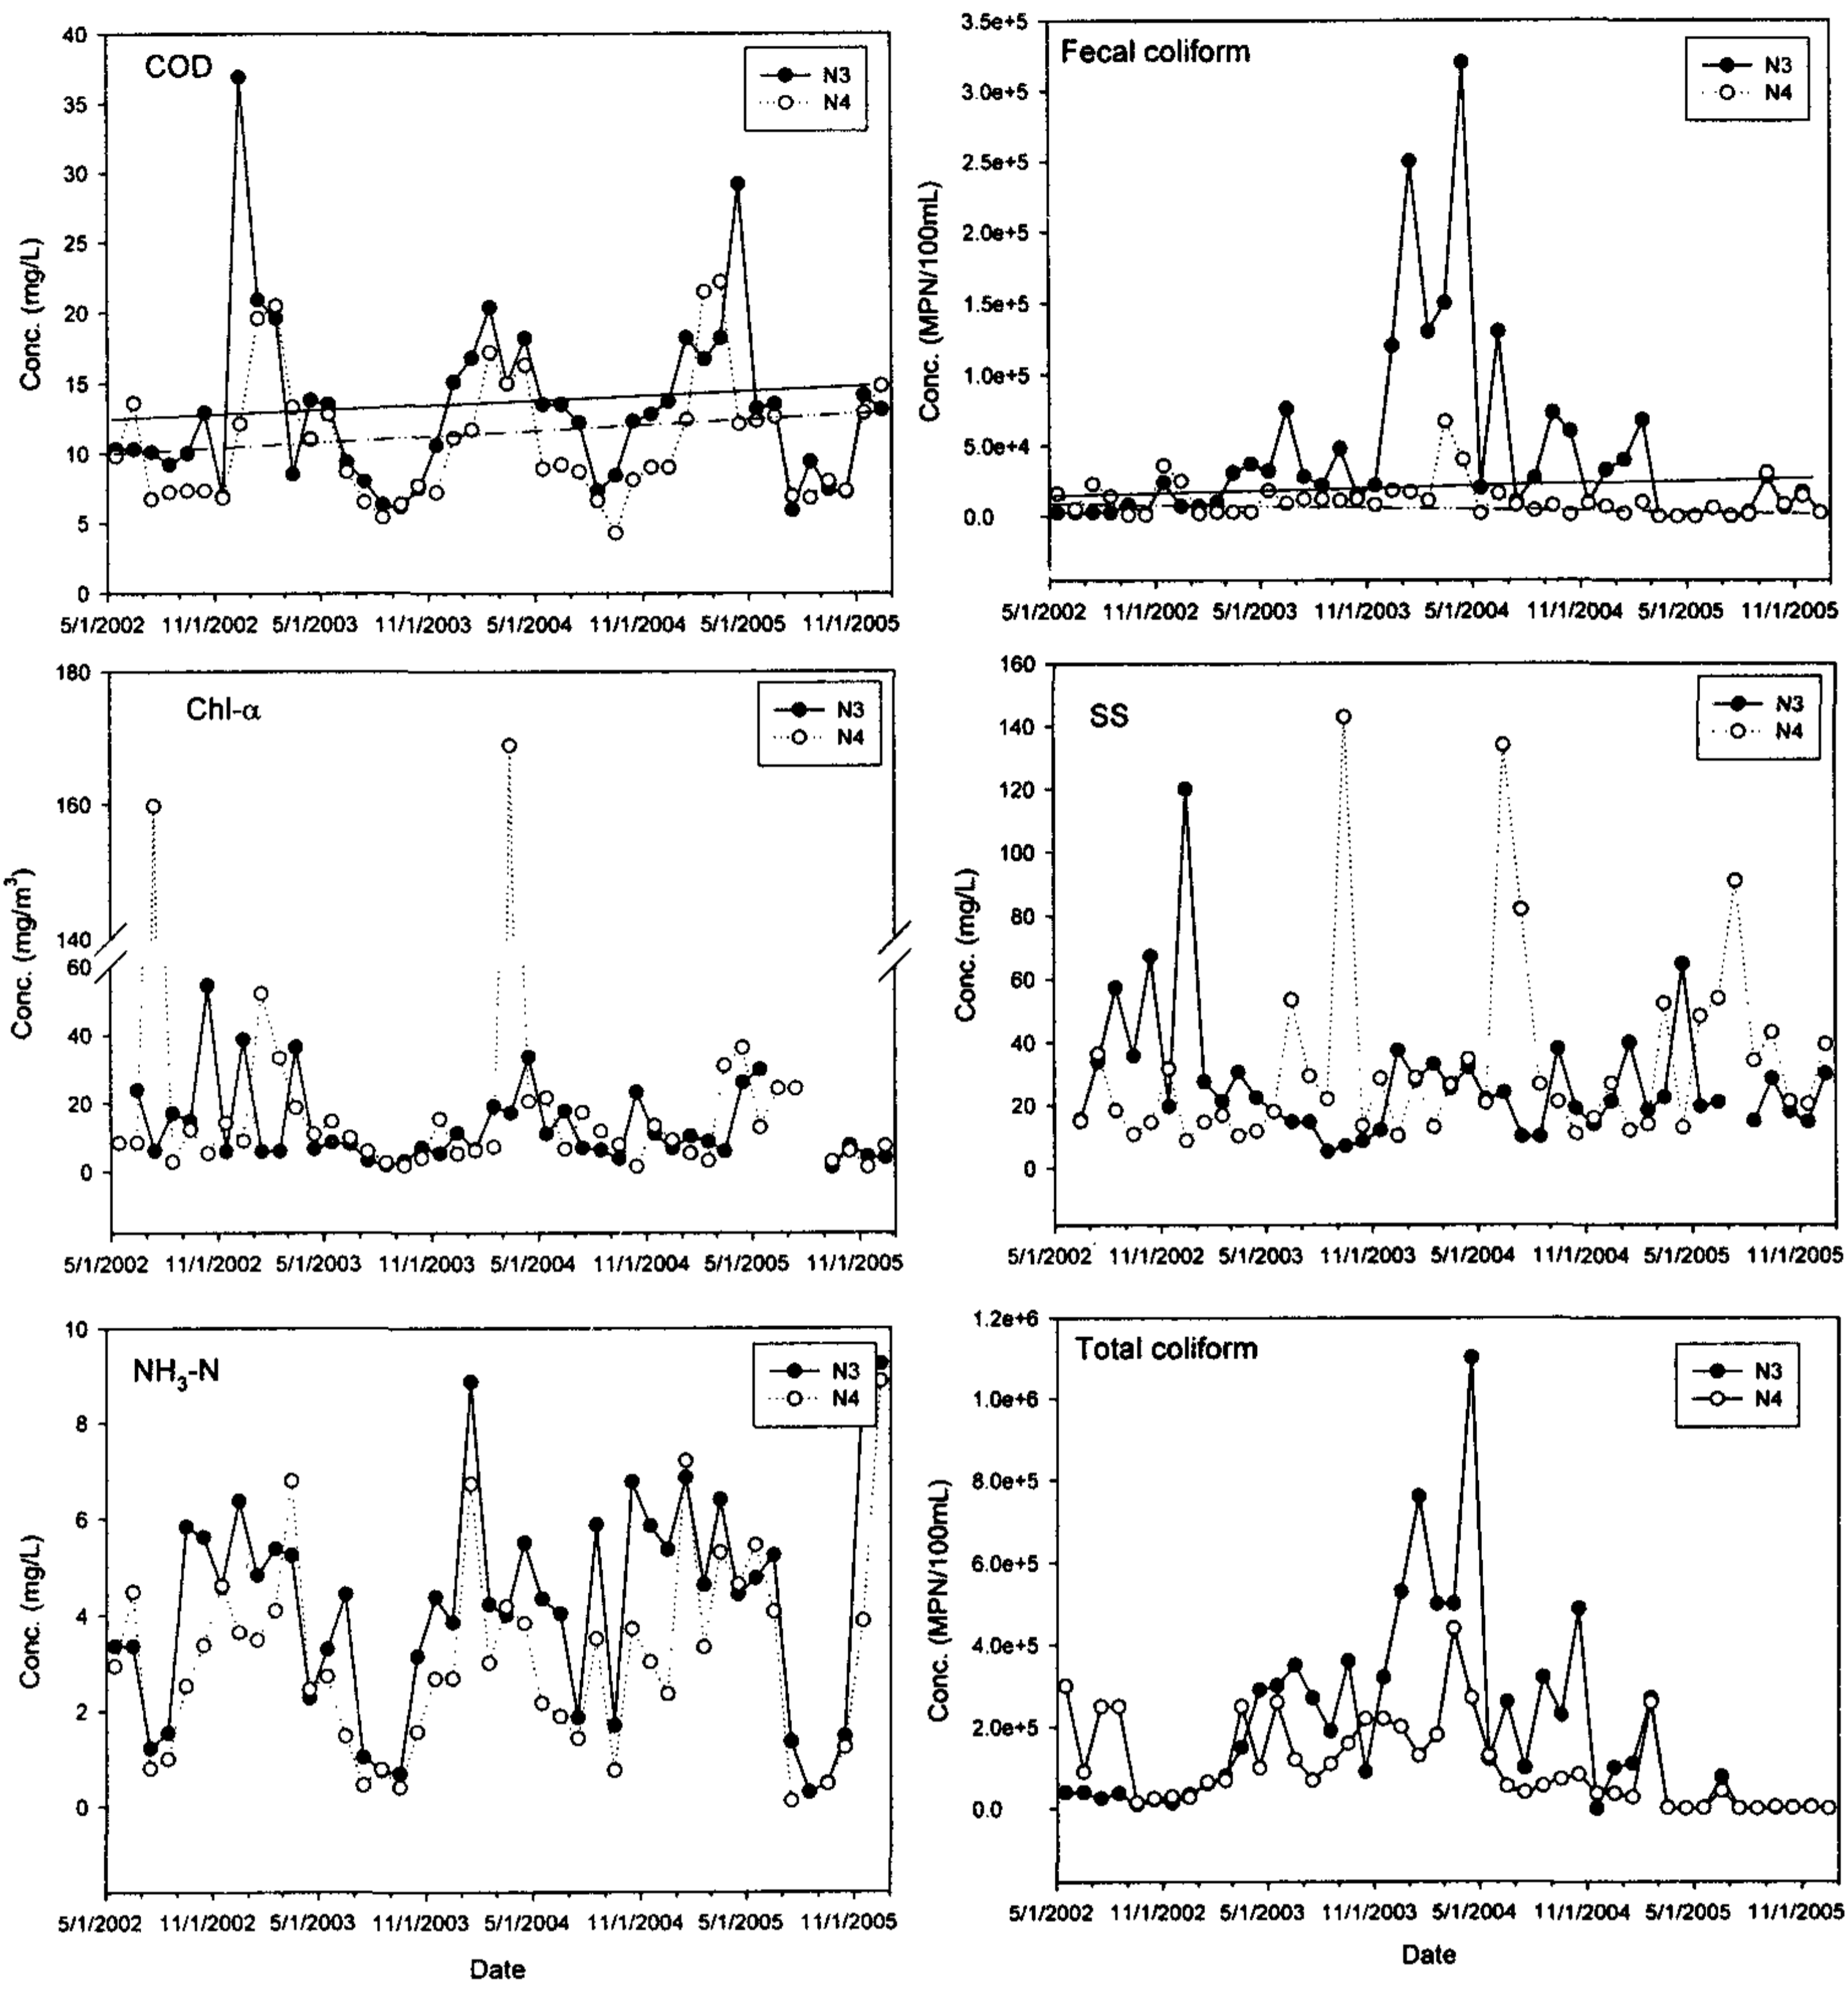 COD
N3
N4
Conc. (mg/L)
40
35
30
25
20
15
10
5
0
5/1/2002 11/1/2002 5/1/2003 11/1/2003 5/1/2004 11/1/2004 5/1/2005 11/1/2005
Fecal coliform
N3
N4
Conc. (MPN/100mL)
3.5e+5
3.0e+5
2.5e+5
2.0e+5
1.5e+5
1.0e+5
5.0e+4
0.0
5/1/2002 11/1/2002 5/1/2003 11/1/2003 5/1/2004 11/1/2004 5/1/2005 11/1/2005
Chl-α
N3
N4
Conc. (mg/m³)
180
160
140
60
40
20
0
5/1/2002 11/1/2002 5/1/2003 11/1/2003 5/1/2004 11/1/2004 5/1/2005 11/1/2005
SS
N3
N4
Conc. (mg/L)
160
140
120
100
80
60
40
20
0
5/1/2002 11/1/2002 5/1/2003 11/1/2003 5/1/2004 11/1/2004 5/1/2005 11/1/2005
NH₃-N
N3
N4
Conc. (mg/L)
10
8
6
4
2
0
5/1/2002 11/1/2002 5/1/2003 11/1/2003 5/1/2004 11/1/2004 5/1/2005 11/1/2005
Date
Total coliform
N3
N4
Conc. (MPN/100mL)
1.2e+6
1.0e+6
8.0e+5
6.0e+5
4.0e+5
2.0e+5
0.0
5/1/2002 11/1/2002 5/1/2003 11/1/2003 5/1/2004 11/1/2004 5/1/2005 11/1/2005
Date